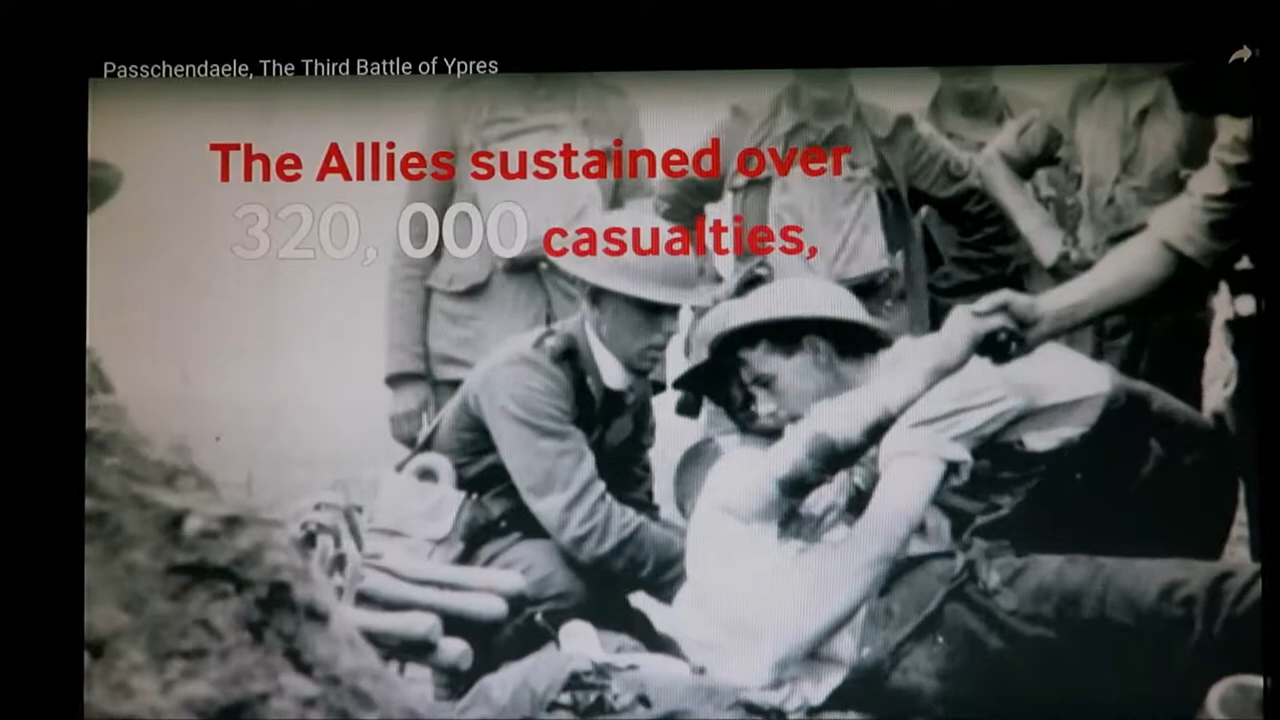 Passchendaele, The Third Battle of Ypres
The Allies sustained over
320, 000 casualties,